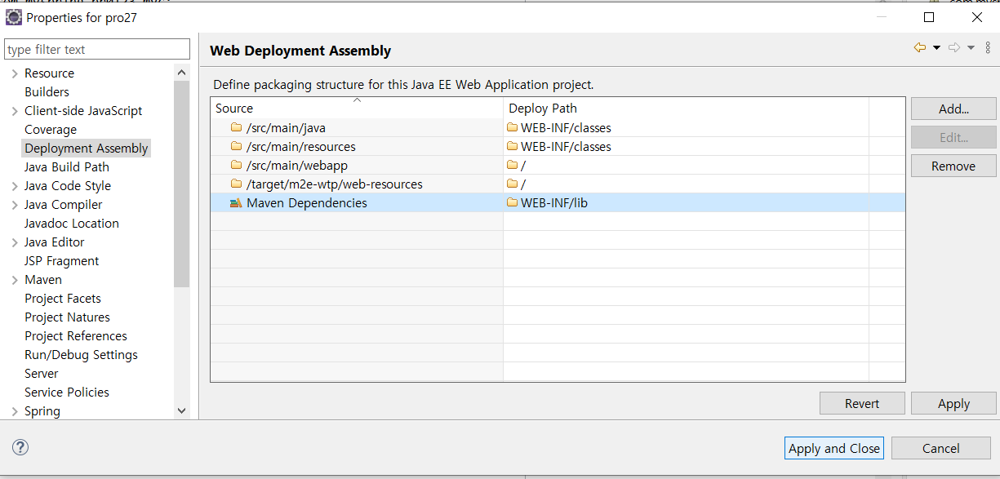 Properties for pro27
type filter text
Resource
Builders
Client-side JavaScript
Coverage
Deployment Assembly
Java Build Path
Java Code Style
Java Compiler
Javadoc Location
Java Editor
JSP Fragment
Maven
Project Facets
Project Natures
Project References
Run/Debug Settings
Server
Service Policies
Spring
Web Deployment Assembly
Define packaging structure for this Java EE Web Application project.
Source Deploy Path
/src/main/java WEB-INF/classes
/src/main/resources WEB-INF/classes
/src/main/webapp /
/target/m2e-wtp/web-resources /
Maven Dependencies WEB-INF/lib
Add...
Edit...
Remove
Revert Apply
? Apply and Close Cancel